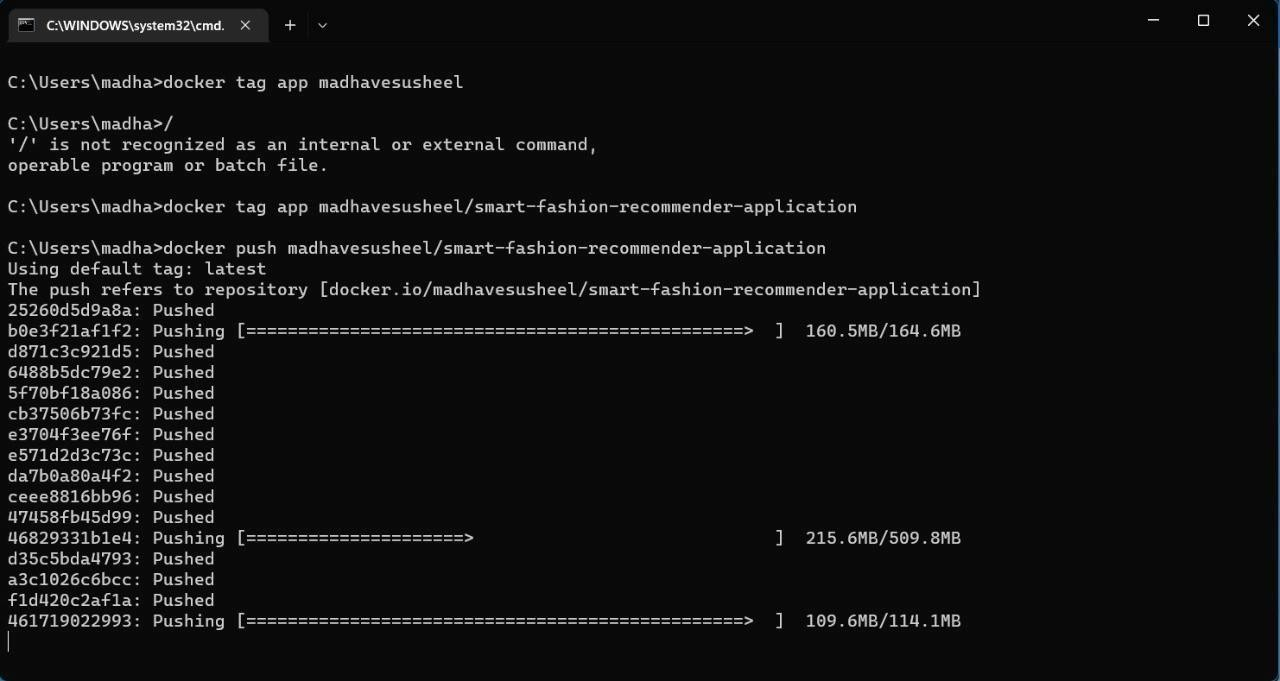 C:\WINDOWS\system32\cmd.
C:\Users\madha>docker tag app madhavesusheel
C:\Users\madha>/
'/' is not recognized as an internal or external command,
operable program or batch file.
C:\Users\madha>docker tag app madhavesusheel/smart-fashion-recommender-application
C:\Users\madha>docker push madhavesusheel/smart-fashion-recommender-application
Using default tag: latest
The push refers to repository [docker.io/madhavesusheel/smart-fashion-recommender-application]
25260d5d9a8a: Pushed
b0e3f21af1f2: Pushing [================================================>  ]  160.5MB/164.6MB
d871c3c921d5: Pushed
6488b5dc79e2: Pushed
5f70bf18a086: Pushed
cb37506b73fc: Pushed
e3704f3ee76f: Pushed
e571d2d3c73c: Pushed
da7b0a80a4f2: Pushed
ceee8816bb96: Pushed
47458fb45d99: Pushed
46829331b1e4: Pushing [=====================>                             ]  215.6MB/509.8MB
d35c5bda4793: Pushed
a3c1026c6bcc: Pushed
f1d420c2af1a: Pushed
461719022993: Pushing [================================================>  ]  109.6MB/114.1MB